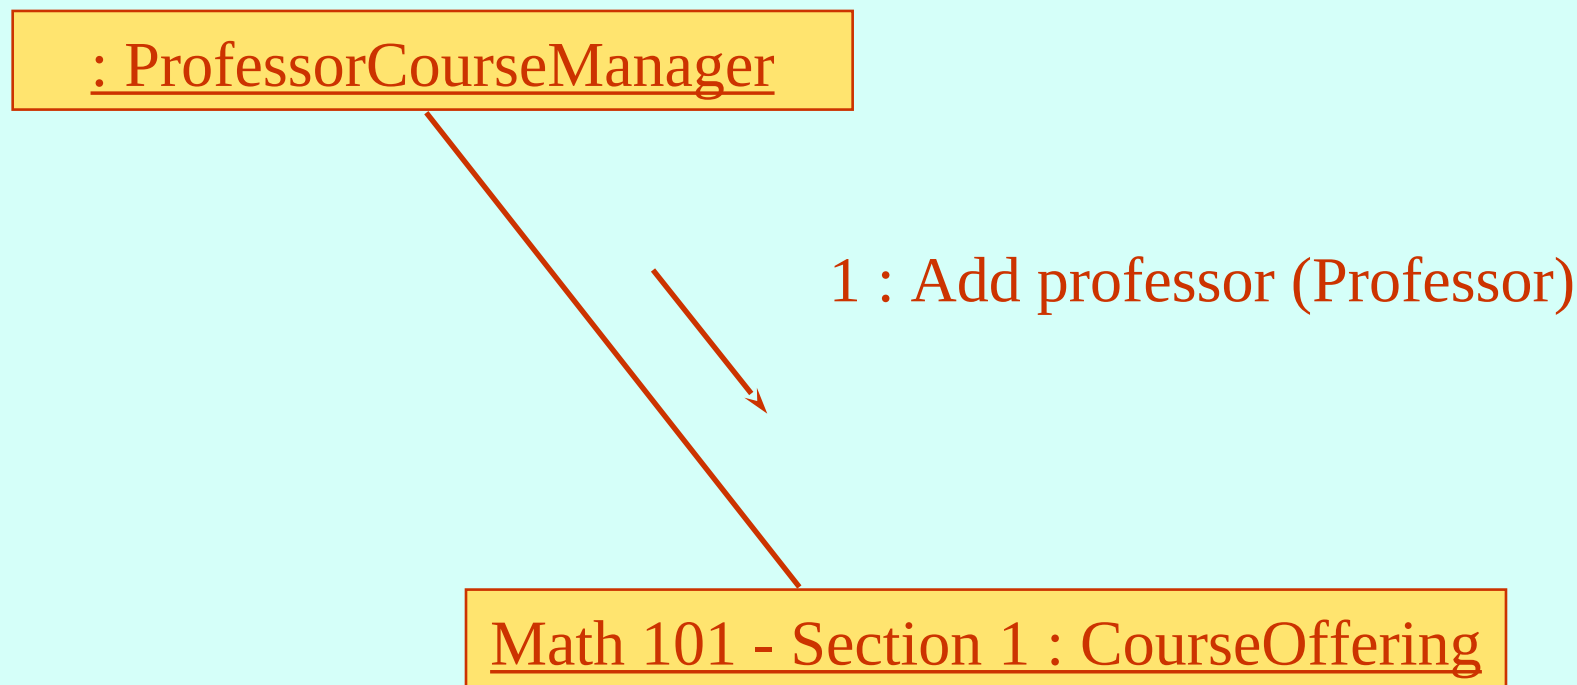 : ProfessorCourseManager
1 : Add professor (Professor)
Math 101 - Section 1 : CourseOffering